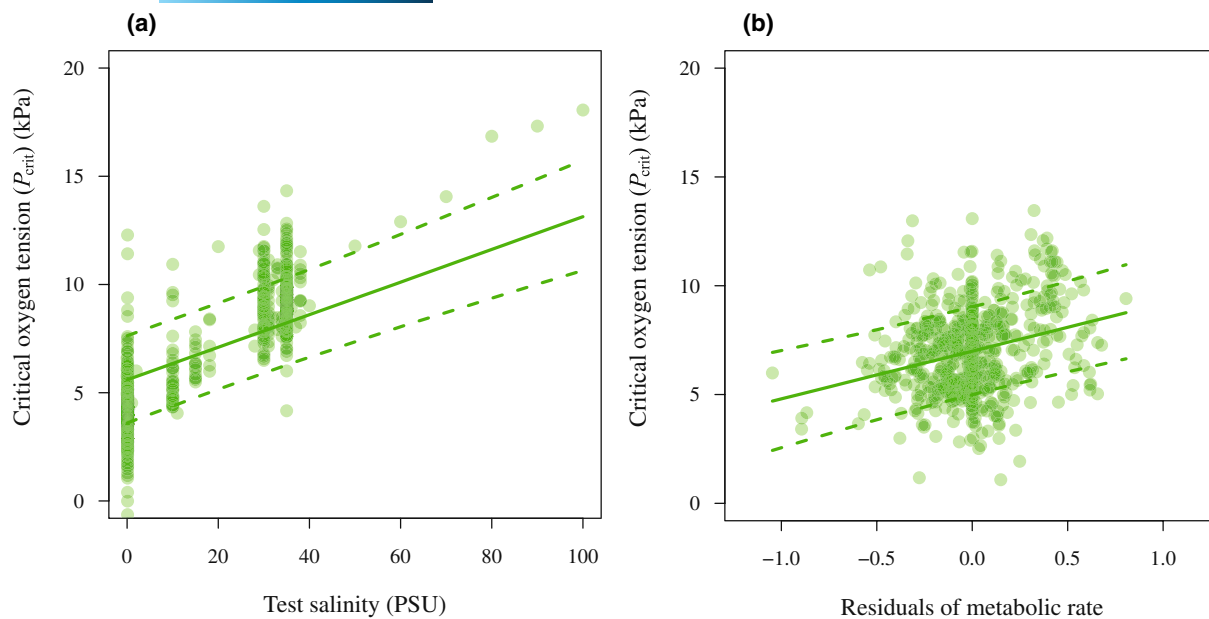 (a)
Critical oxygen tension (Pcrit) (kPa)
20
15
10
5
0
0 20 40 60 80 100
Test salinity (PSU)
(b)
Critical oxygen tension (Pcrit) (kPa)
20
15
10
5
0
−1.0 −0.5 0.0 0.5 1.0
Residuals of metabolic rate